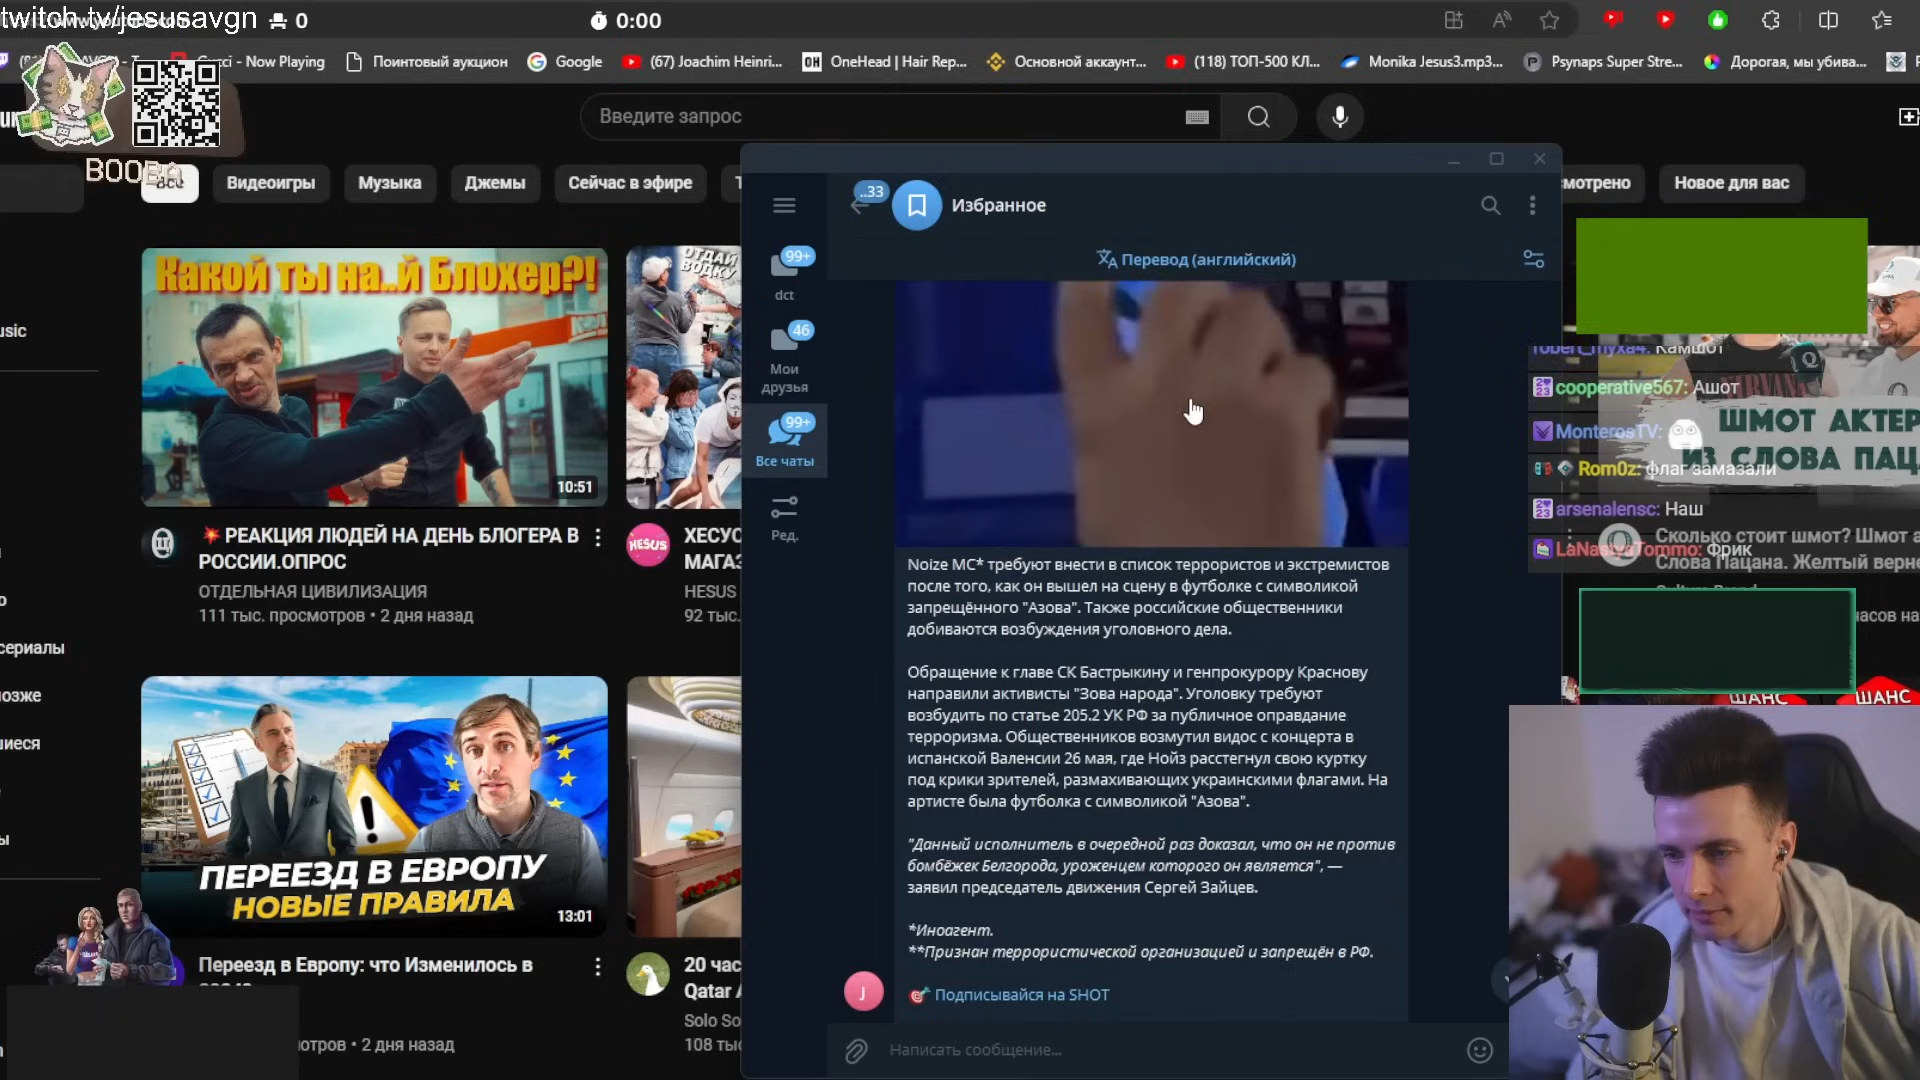 twitch.tv/jesusavgn 0
0:00
Gucci - Now Playing
Поинтовый аукцион
Google
(67) Joachim Heinri...
OneHead | Hair Rep...
Основной аккаунт...
(118) ТОП-500 КЛ...
Monika Jesus3.mp3...
Psynaps Super Stre...
Дорогая, мы убива...
Введите запрос
Все
Видеоигры
Музыка
Джемы
Сейчас в эфире
Новое для вас
..33
Избранное
Перевод (английский)
99+
dct
46
Мои
друзья
99+
Все чаты
Ред.
Какой ты на..й Блохер?!
10:51
РЕАКЦИЯ ЛЮДЕЙ НА ДЕНЬ БЛОГЕРА В
РОССИИ.ОПРОС
ОТДЕЛЬНАЯ ЦИВИЛИЗАЦИЯ
111 тыс. просмотров • 2 дня назад
ОТДАЙ
ВОДКУ
HESUS
ХЕСУС
МАГАЗ
HESUS
92 тыс.
ПЕРЕЕЗД В ЕВРОПУ
НОВЫЕ ПРАВИЛА
13:01
Переезд в Европу: что Изменилось в
отров • 2 дня назад
20 час
Qatar A
Solo So
108 тыс
Noize MC* требуют внести в список террористов и экстремистов
после того, как он вышел на сцену в футболке с символикой
запрещённого "Азова". Также российские общественники
добиваются возбуждения уголовного дела.
Обращение к главе СК Бастрыкину и генпрокурору Краснову
направили активисты "Зова народа". Уголовку требуют
возбудить по статье 205.2 УК РФ за публичное оправдание
терроризма. Общественников возмутил видос с концерта в
испанской Валенсии 26 мая, где Нойз расстегнул свою куртку
под крики зрителей, размахивающих украинскими флагами. На
артисте была футболка с символикой "Азова".
"Данный исполнитель в очередной раз доказал, что он не против
бомбёжек Белгорода, уроженцем которого он является", —
заявил председатель движения Сергей Зайцев.
*Иноагент.
**Признан террористической организацией и запрещён в РФ.
J
Подписывайся на SHOT
Написать сообщение...
robert_myxa4: Камшот
cooperative567: Ашот
MonterosTV:
Rom0z: флаг замазали
arsenalensc: Наш
LaNasiyaTommo: Фрик
ШМОТ АКТЕР
ИЗ СЛОВА ПАЦ
Сколько стоит шмот? Шмот а
Слова Пацана. Желтый верне
часов на
ШАНС
ШАНС